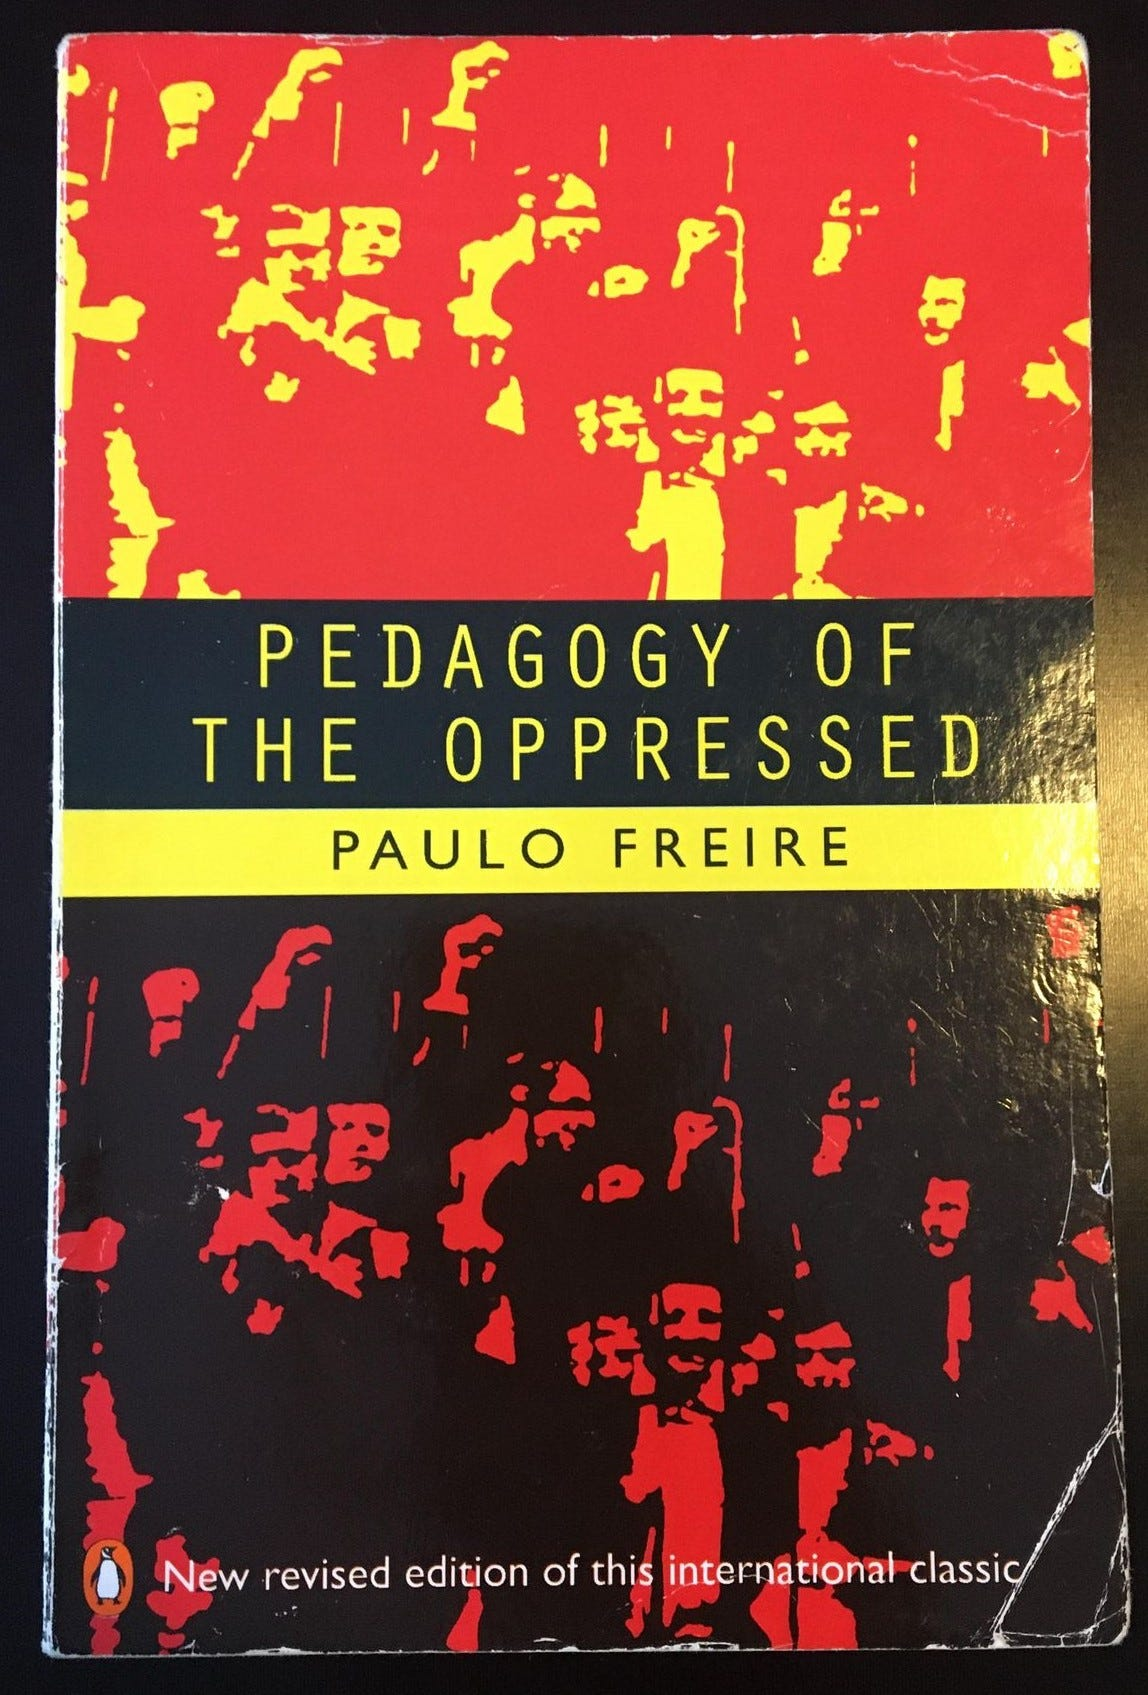 PEDAGOGY OF
THE OPPRESSED
PAULO FREIRE
New revised edition of this international classic